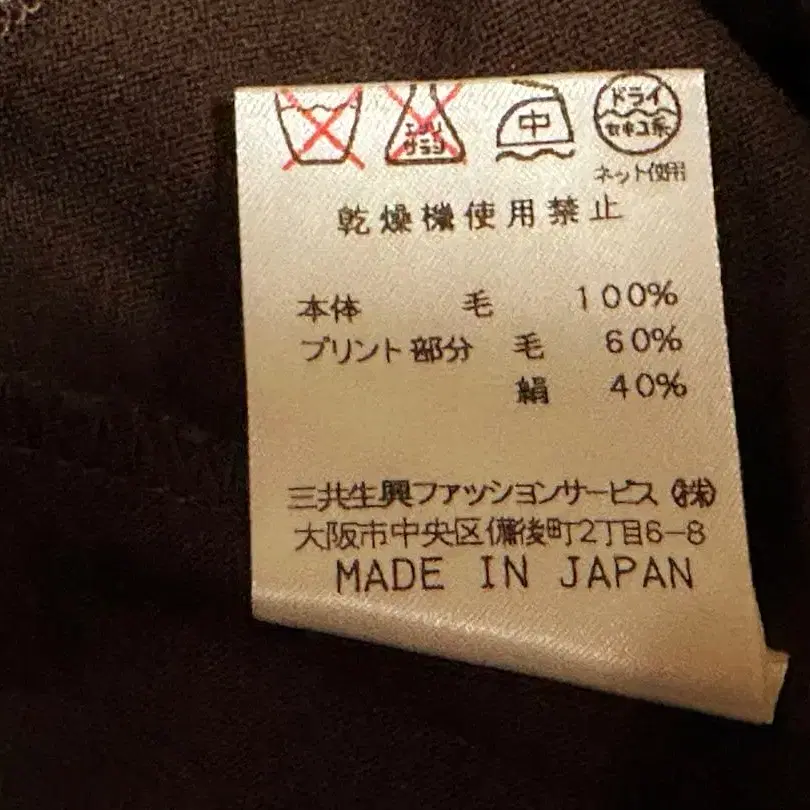 エンソ
サラシ
中
ドライ
セキユ系
ネット使用
乾燥機使用禁止
本体 毛 100%
プリント部分 毛 60%
絹 40%
三共生興ファッションサービス㈱
大阪市中央区備後町2丁目6-8
MADE IN JAPAN